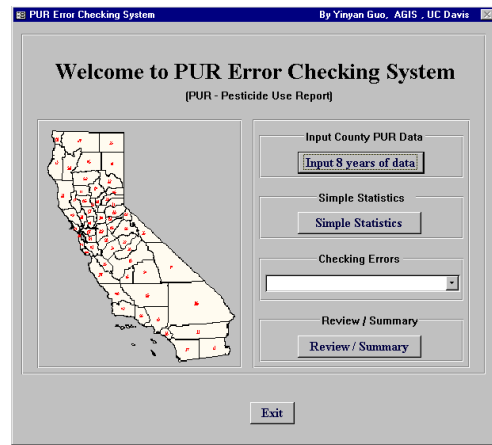 PUR Error Checking System By Yinyan Guo, AGIS , UC Davis
Welcome to PUR Error Checking System
(PUR - Pesticide Use Report)
Input County PUR Data
Input 8 years of data
Simple Statistics
Simple Statistics
Checking Errors
Review / Summary
Review / Summary
Exit